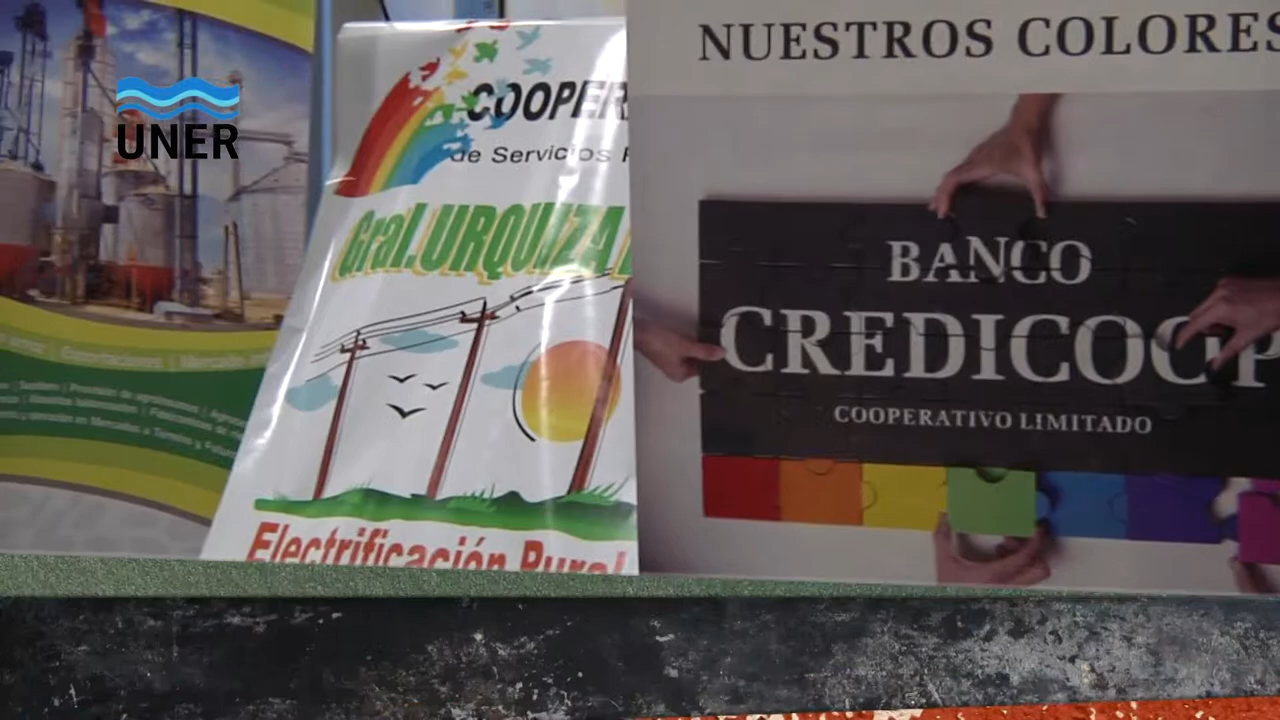 UNER
COOPER
de Servicios
Gral. URQUIZA
Electrificación Rural
NUESTROS COLORES
BANCO
CREDICOOP
COOPERATIVO LIMITADO